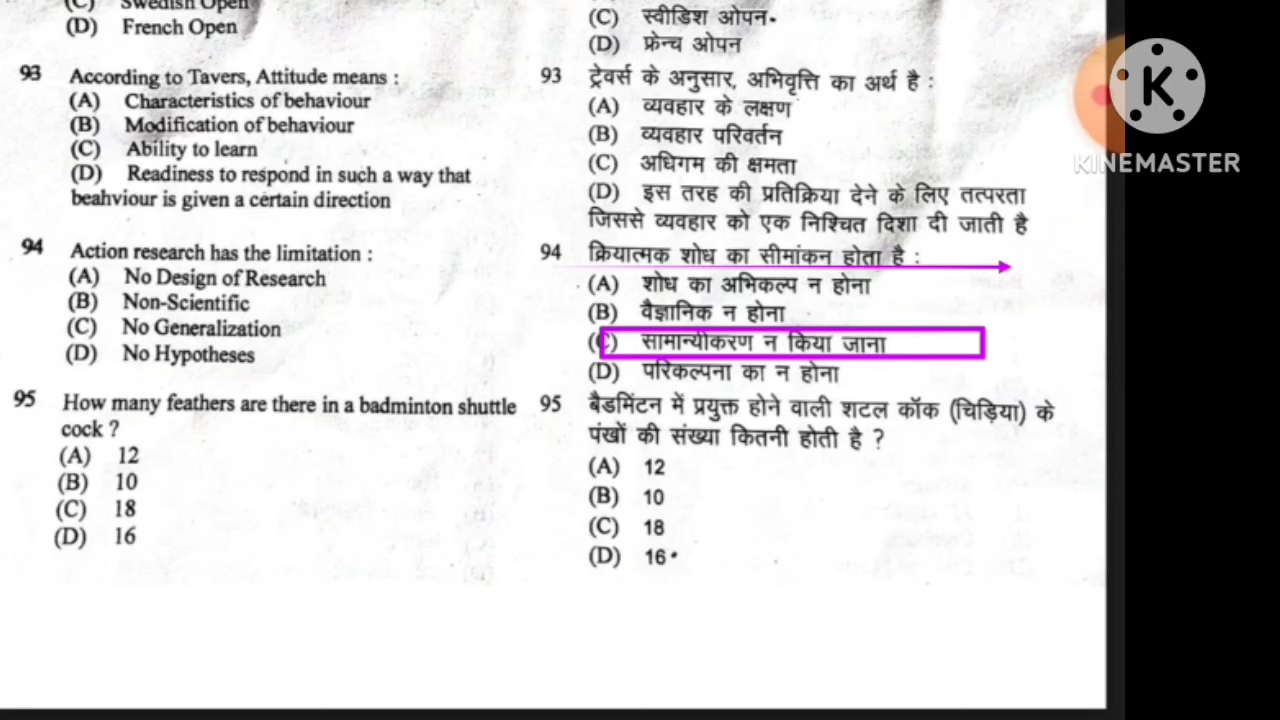 (C) Swedish Open
(D) French Open
93 According to Tavers, Attitude means :
(A) Characteristics of behaviour
(B) Modification of behaviour
(C) Ability to learn
(D) Readiness to respond in such a way that
beahviour is given a certain direction
94 Action research has the limitation :
(A) No Design of Research
(B) Non-Scientific
(C) No Generalization
(D) No Hypotheses
95 How many feathers are there in a badminton shuttle
cock ?
(A) 12
(B) 10
(C) 18
(D) 16
(C) स्वीडिश ओपन
(D) फ्रेन्च ओपन
93 ट्रेवर्स के अनुसार, अभिवृत्ति का अर्थ है :
(A) व्यवहार के लक्षण
(B) व्यवहार परिवर्तन
(C) अधिगम की क्षमता
(D) इस तरह की प्रतिक्रिया देने के लिए तत्परता
जिससे व्यवहार को एक निश्चित दिशा दी जाती है
94 क्रियात्मक शोध का सीमांकन होता है :
(A) शोध का अभिकल्प न होना
(B) वैज्ञानिक न होना
(C) सामान्यीकरण न किया जाना
(D) परिकल्पना का न होना
95 बैडमिंटन में प्रयुक्त होने वाली शटल कॉक (चिड़िया) के
पंखों की संख्या कितनी होती है ?
(A) 12
(B) 10
(C) 18
(D) 16
K
KINEMASTER